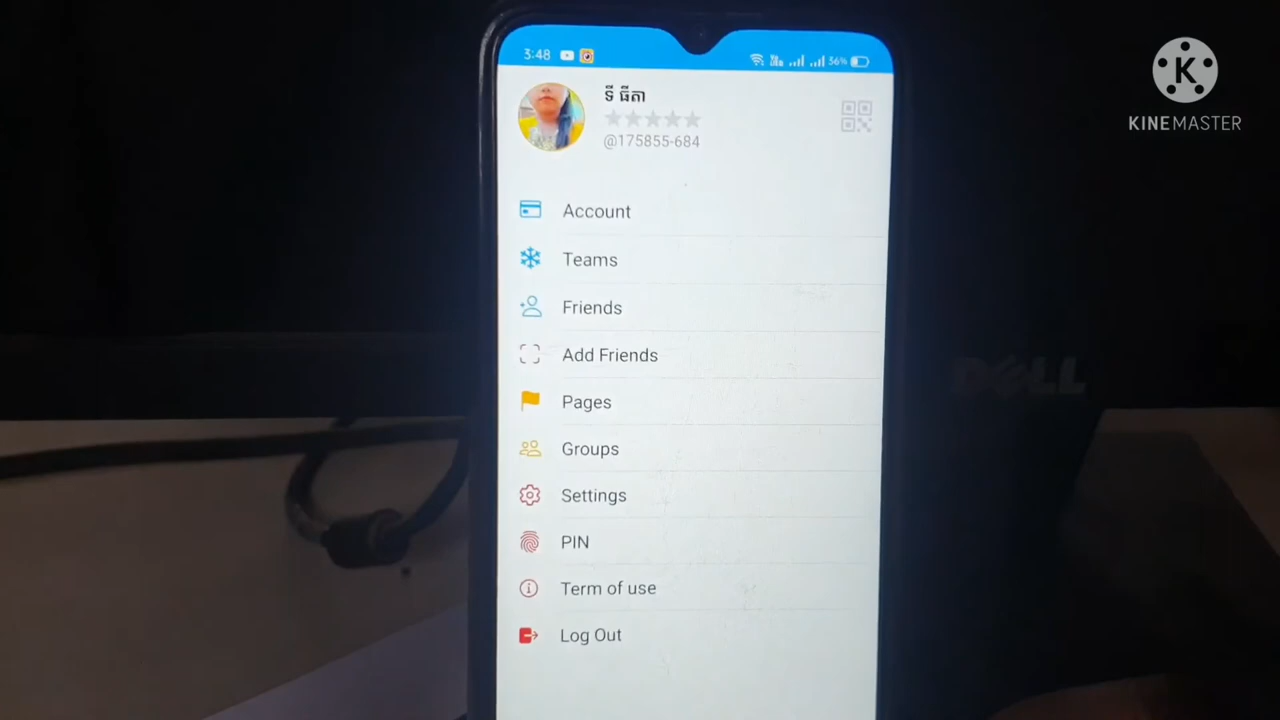 3:48
36%
ទី ធីតា
@175855-684
Account
Teams
Friends
Add Friends
Pages
Groups
Settings
PIN
Term of use
Log Out
KINEMASTER
DELL